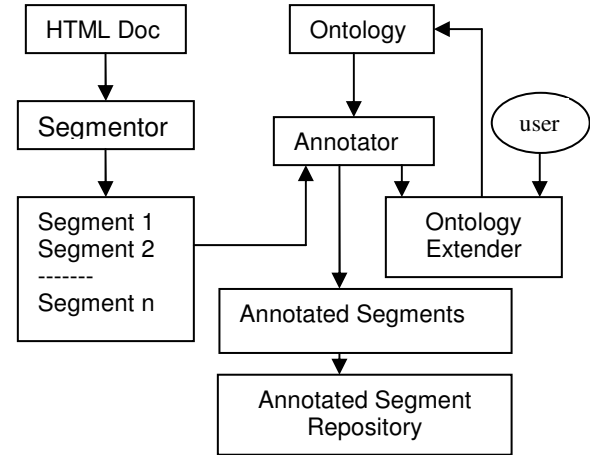 HTML Doc
Ontology
Segmentor
Annotator
user
Segment 1
Segment 2
-------
Segment n
Ontology
Extender
Annotated Segments
Annotated Segment
Repository